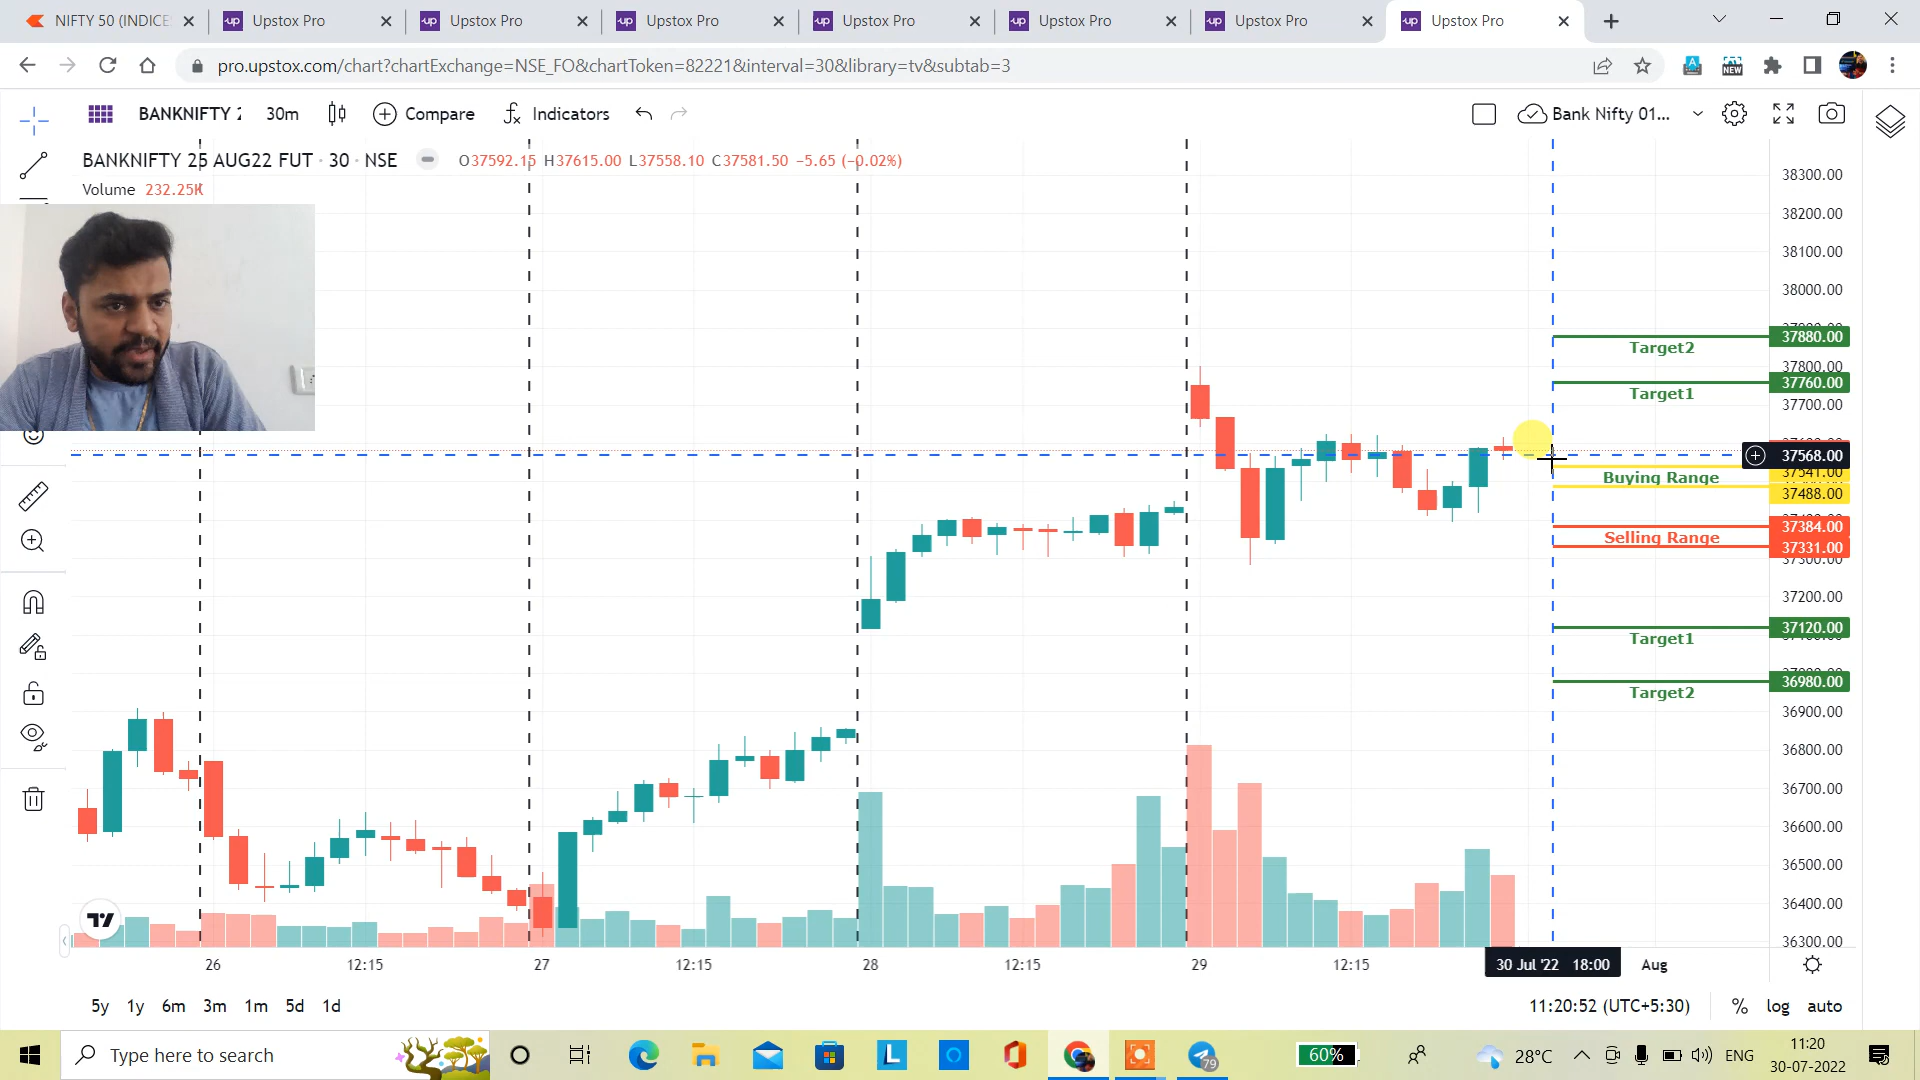 NIFTY 50 (INDICE
Upstox Pro
Upstox Pro
Upstox Pro
Upstox Pro
Upstox Pro
Upstox Pro
Upstox Pro
pro.upstox.com/chart?chartExchange=NSE_FO&chartToken=82221&interval=30&library=tv&subtab=3
NEW
BANKNIFTY 2 30m Compare Indicators Bank Nifty 01...
BANKNIFTY 25 AUG22 FUT · 30 · NSE O37592.15 H37615.00 L37558.10 C37581.50 −5.65 (−0.02%)
Volume 232.25K
38300.00
38200.00
38100.00
38000.00
37880.00
Target2
37800.00
37760.00
Target1
37700.00
37568.00
37541.00
Buying Range
37488.00
37384.00
Selling Range
37331.00
37300.00
37200.00
37120.00
Target1
36980.00
Target2
36900.00
36800.00
36700.00
36600.00
36500.00
36400.00
36300.00
26 12:15 27 12:15 28 12:15 29 12:15 30 Jul '22 18:00 Aug
5y 1y 6m 3m 1m 5d 1d 11:20:52 (UTC+5:30) % log auto
Type here to search
L
79
60%
28°C
ENG
11:20
30-07-2022